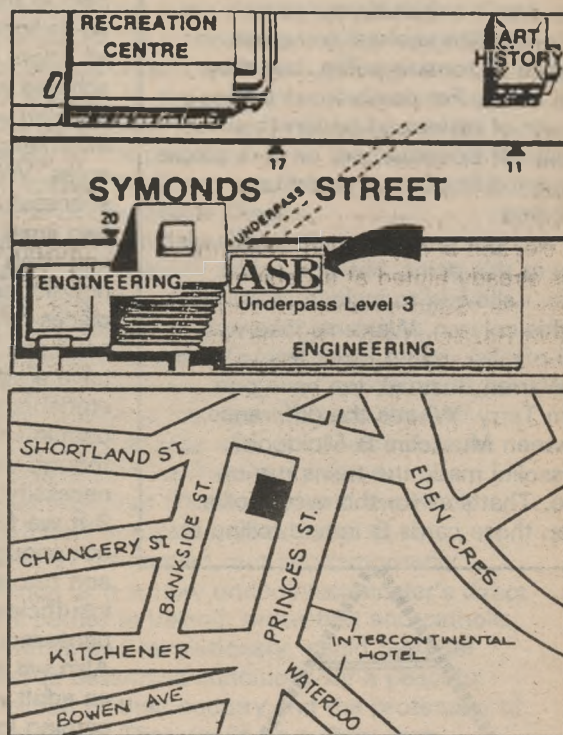 RECREATION
CENTRE
ART
HISTORY
17
11
SYMONDS STREET
UNDERPASS
20
ENGINEERING
ASB
Underpass Level 3
ENGINEERING
SHORTLAND ST.
CHANCERY ST.
BANKSIDE ST.
PRINCES ST.
EDEN CRES
KITCHENER
INTERCONTINENTAL
HOTEL
BOWEN AVE
WATERLOO